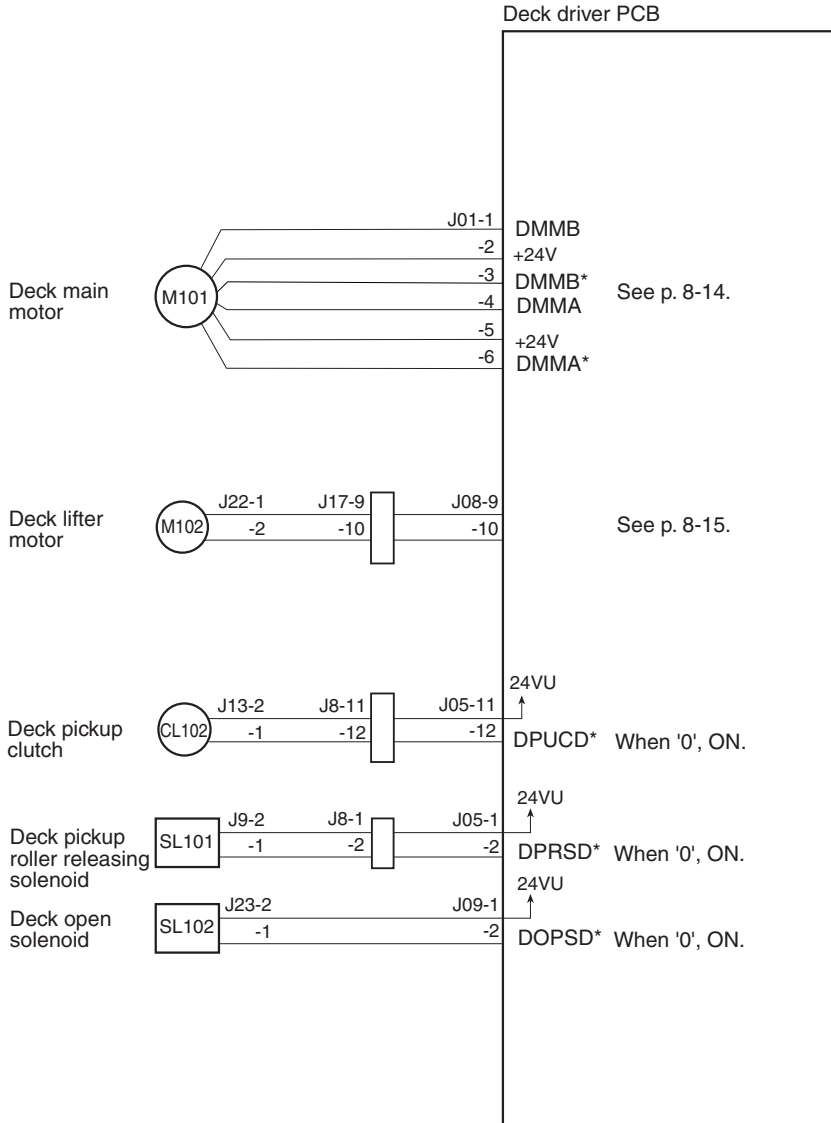 Deck driver PCB
J01-1
DMMB
-2
+24V
-3
DMMB*
Deck main
motor
M101
See p. 8-14.
-4
DMMA
-5
+24V
-6
DMMA*
J22-1
J17-9
J08-9
Deck lifter
motor
M102
-2
-10
-10
See p. 8-15.
24VU
J13-2
J8-11
J05-11
Deck pickup
clutch
CL102
-1
-12
-12
DPUCD*
When '0', ON.
24VU
J9-2
J8-1
J05-1
Deck pickup
roller releasing
solenoid
SL101
-1
-2
-2
DPRSD*
When '0', ON.
24VU
J23-2
J09-1
Deck open
solenoid
SL102
-1
-2
DOPSD*
When '0', ON.